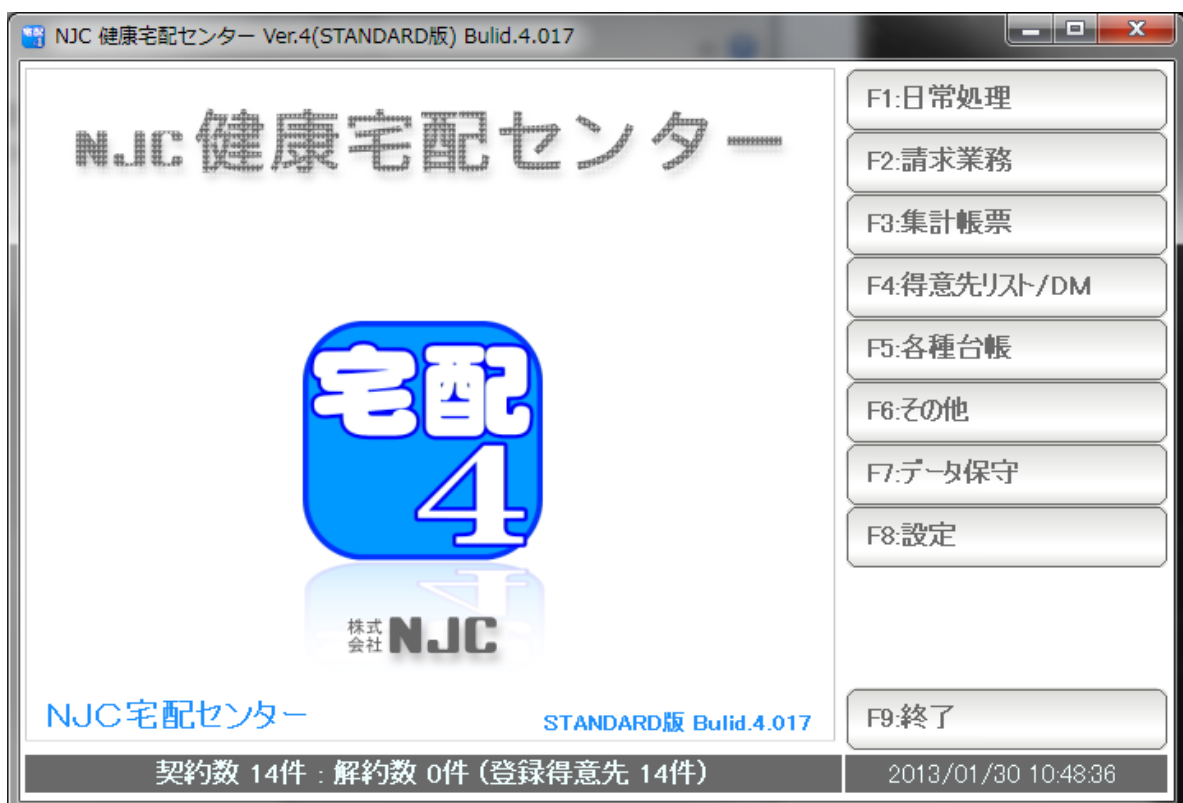 NJC 健康宅配センター Ver.4(STANDARD版) Bulid.4.017
NJC 健康宅配センター
宅配
4
株式会社 NJC
NJC宅配センター
STANDARD版 Bulid.4.017
F1:日常処理
F2:請求業務
F3:集計帳票
F4:得意先リスト/DM
F5:各種台帳
F6:その他
F7:データ保守
F8:設定
F9:終了
契約数 14件 : 解約数 0件 (登録得意先 14件)
2013/01/30 10:48:36